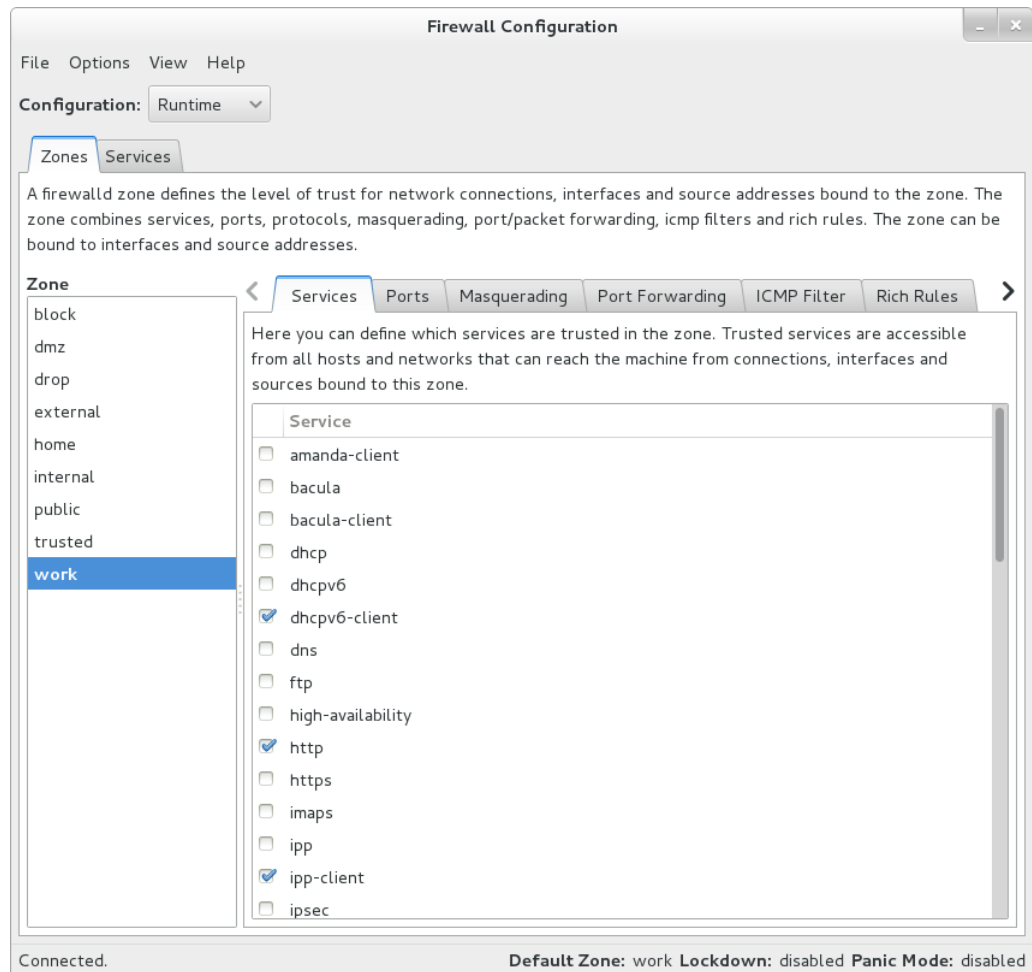 Firewall Configuration
File Options View Help
Configuration: Runtime
Zones Services
A firewalld zone defines the level of trust for network connections, interfaces and source addresses bound to the zone. The
zone combines services, ports, protocols, masquerading, port/packet forwarding, icmp filters and rich rules. The zone can be
bound to interfaces and source addresses.
Zone
block
dmz
drop
external
home
internal
public
trusted
work
Services Ports Masquerading Port Forwarding ICMP Filter Rich Rules
Here you can define which services are trusted in the zone. Trusted services are accessible
from all hosts and networks that can reach the machine from connections, interfaces and
sources bound to this zone.
Service
amanda-client
bacula
bacula-client
dhcp
dhcpv6
dhcpv6-client
dns
ftp
high-availability
http
https
imaps
ipp
ipp-client
ipsec
Connected.
Default Zone: work Lockdown: disabled Panic Mode: disabled